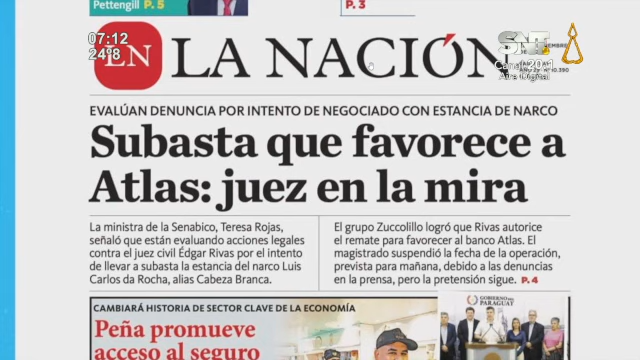 Pettengill P. 5
P. 3
07:12
24°8
EN LA NACIÓN
SNT
Aire Digital
EVALÚAN DENUNCIA POR INTENTO DE NEGOCIADO CON ESTANCIA DE NARCO
Subasta que favorece a
Atlas: juez en la mira
La ministra de la Senabico, Teresa Rojas,
señaló que están evaluando acciones legales
contra el juez civil Édgar Rivas por el intento
de llevar a subasta la estancia del narco Luis
Carlos da Rocha, alias Cabeza Branca.
El grupo Zuccolillo logró que Rivas autorice
el remate para favorecer al banco Atlas. El
magistrado suspendió la fecha de la operación,
prevista para mañana, debido a las denuncias
en la prensa, pero la pretensión sigue. P. 4
CAMBIARÁ HISTORIA DE SECTOR CLAVE DE LA ECONOMÍA
Peña promueve
acceso al seguro
GOBIERNO DEL
PARAGUAY